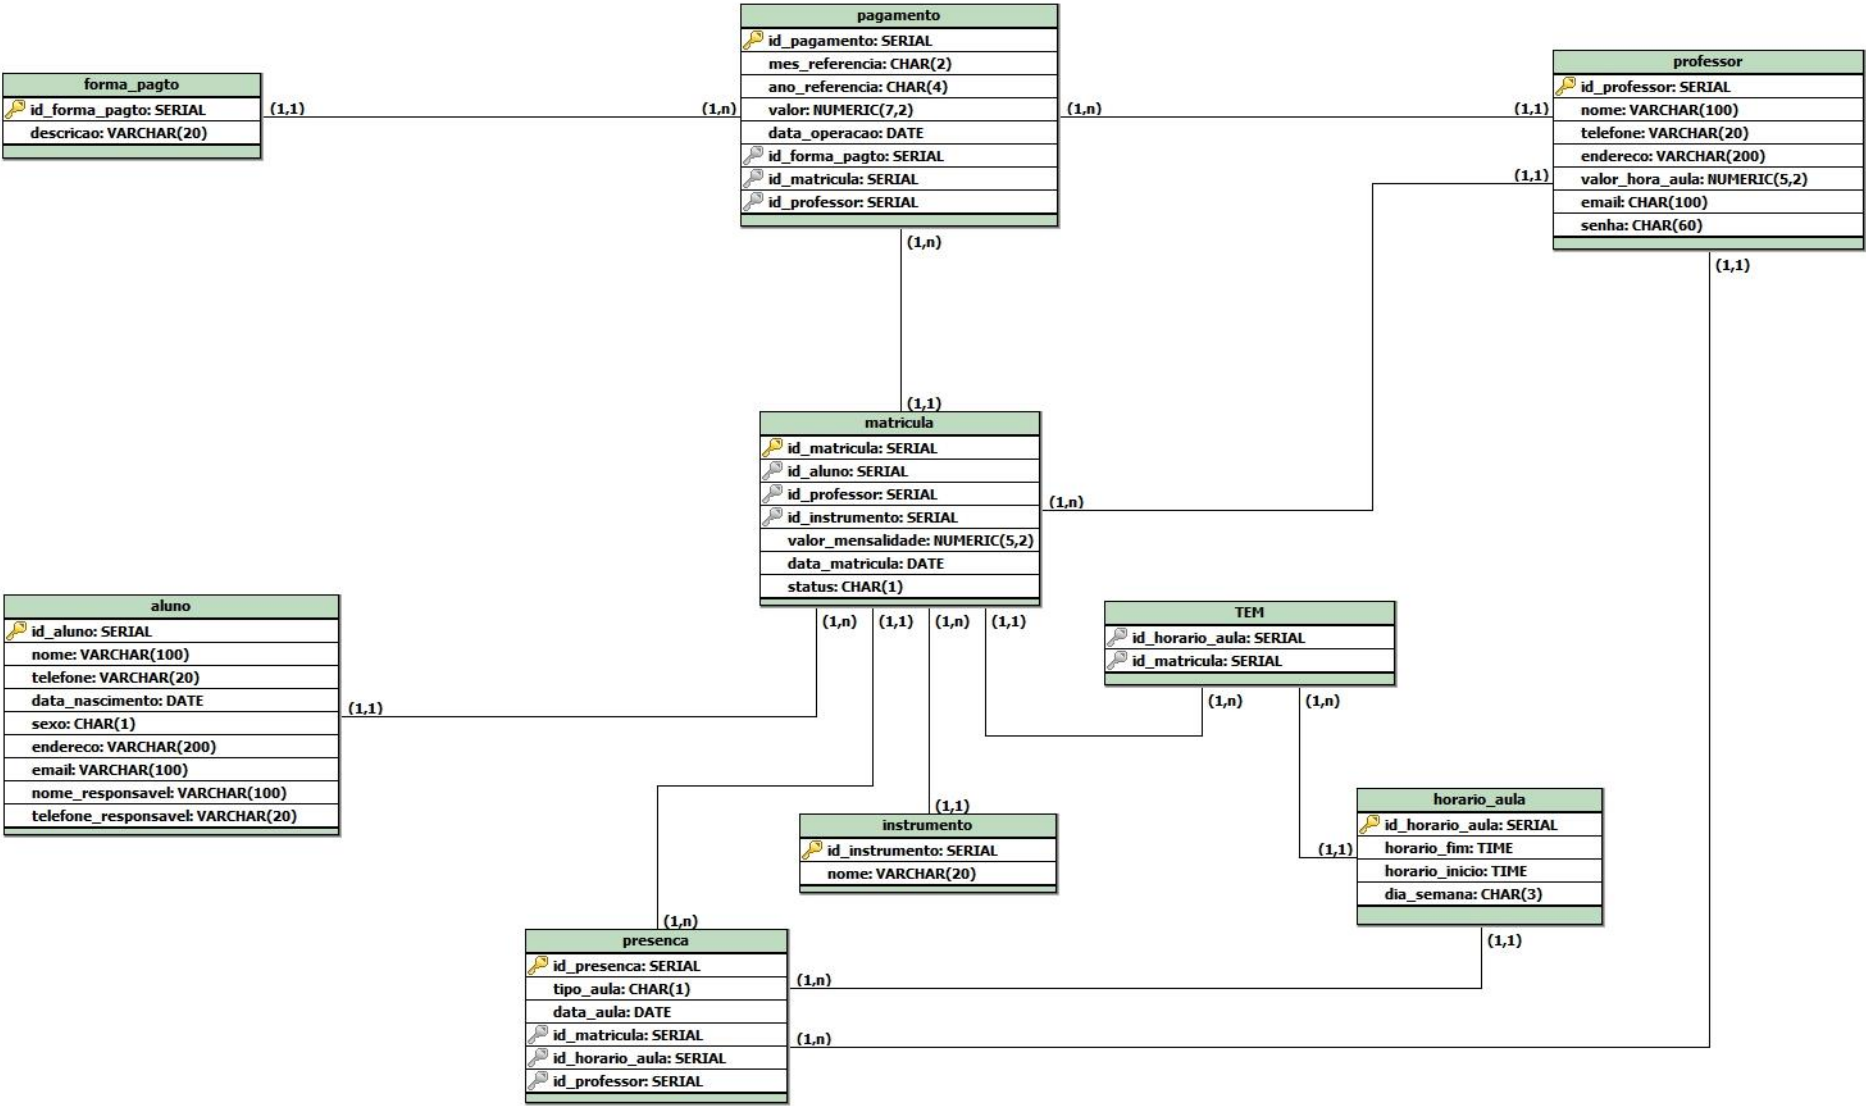 pagamento
id_pagamento: SERIAL
mes_referencia: CHAR(2)
ano_referencia: CHAR(4)
valor: NUMERIC(7,2)
data_operacao: DATE
id_forma_pagto: SERIAL
id_matricula: SERIAL
id_professor: SERIAL
forma_pagto
id_forma_pagto: SERIAL
descricao: VARCHAR(20)
(1,1)
(1,n)
(1,n)
(1,1)
professor
id_professor: SERIAL
nome: VARCHAR(100)
telefone: VARCHAR(20)
endereco: VARCHAR(200)
valor_hora_aula: NUMERIC(5,2)
email: CHAR(100)
senha: CHAR(60)
(1,1)
(1,n)
(1,1)
(1,1)
matricula
id_matricula: SERIAL
id_aluno: SERIAL
id_professor: SERIAL
id_instrumento: SERIAL
valor_mensalidade: NUMERIC(5,2)
data_matricula: DATE
status: CHAR(1)
(1,n)
(1,n)
(1,1)
(1,n)
(1,1)
aluno
id_aluno: SERIAL
nome: VARCHAR(100)
telefone: VARCHAR(20)
data_nascimento: DATE
sexo: CHAR(1)
endereco: VARCHAR(200)
email: VARCHAR(100)
nome_responsavel: VARCHAR(100)
telefone_responsavel: VARCHAR(20)
(1,1)
TEM
id_horario_aula: SERIAL
id_matricula: SERIAL
(1,n)
(1,n)
(1,1)
instrumento
id_instrumento: SERIAL
nome: VARCHAR(20)
(1,1)
horario_aula
id_horario_aula: SERIAL
horario_fim: TIME
horario_inicio: TIME
dia_semana: CHAR(3)
(1,1)
(1,n)
presenca
id_presenca: SERIAL
tipo_aula: CHAR(1)
data_aula: DATE
id_matricula: SERIAL
id_horario_aula: SERIAL
id_professor: SERIAL
(1,n)
(1,n)